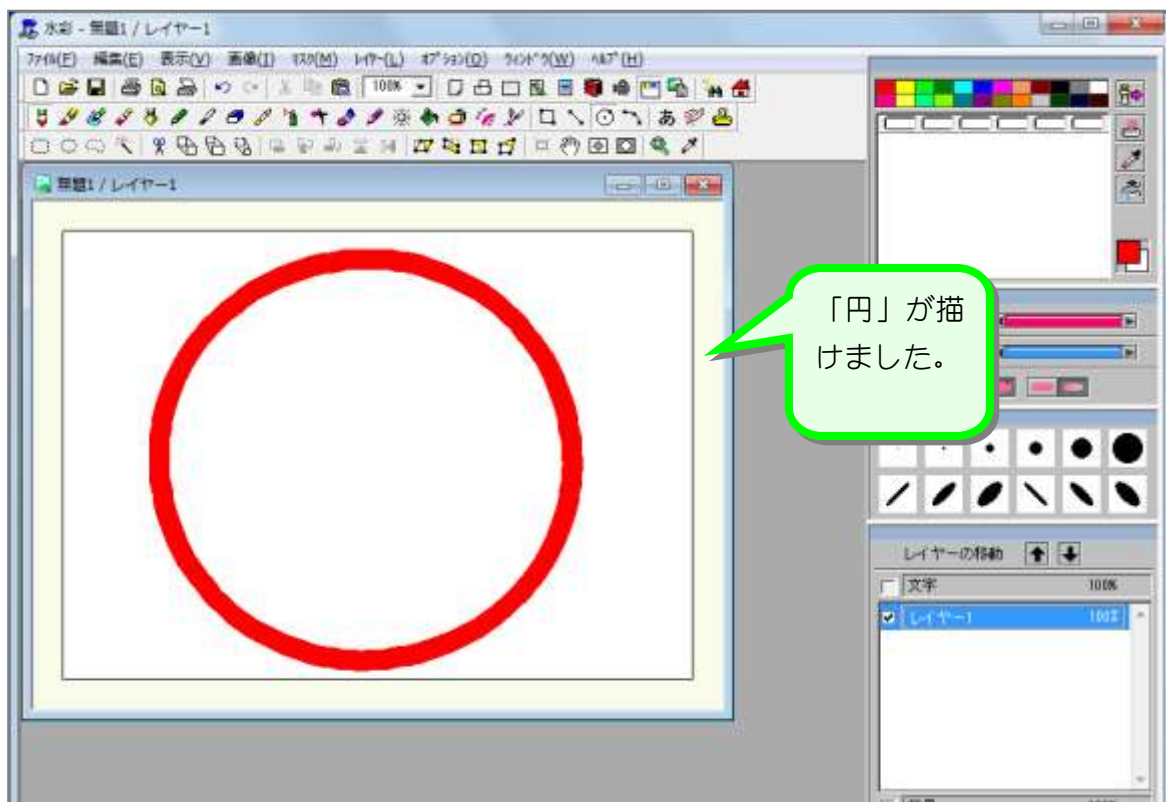 水彩 - 無題1 / レイヤー1
ﾌｧｲﾙ(F) 編集(E) 表示(V) 画像(I) ﾏｽｸ(M) ﾚｲﾔｰ(L) ｵﾌﾟｼｮﾝ(O) ｳｨﾝﾄﾞｳ(W) ﾍﾙﾌﾟ(H)
100%
あ
無題1 / レイヤー1
「円」が描
けました。
レイヤーの移動
文字 100%
レイヤー1 100%